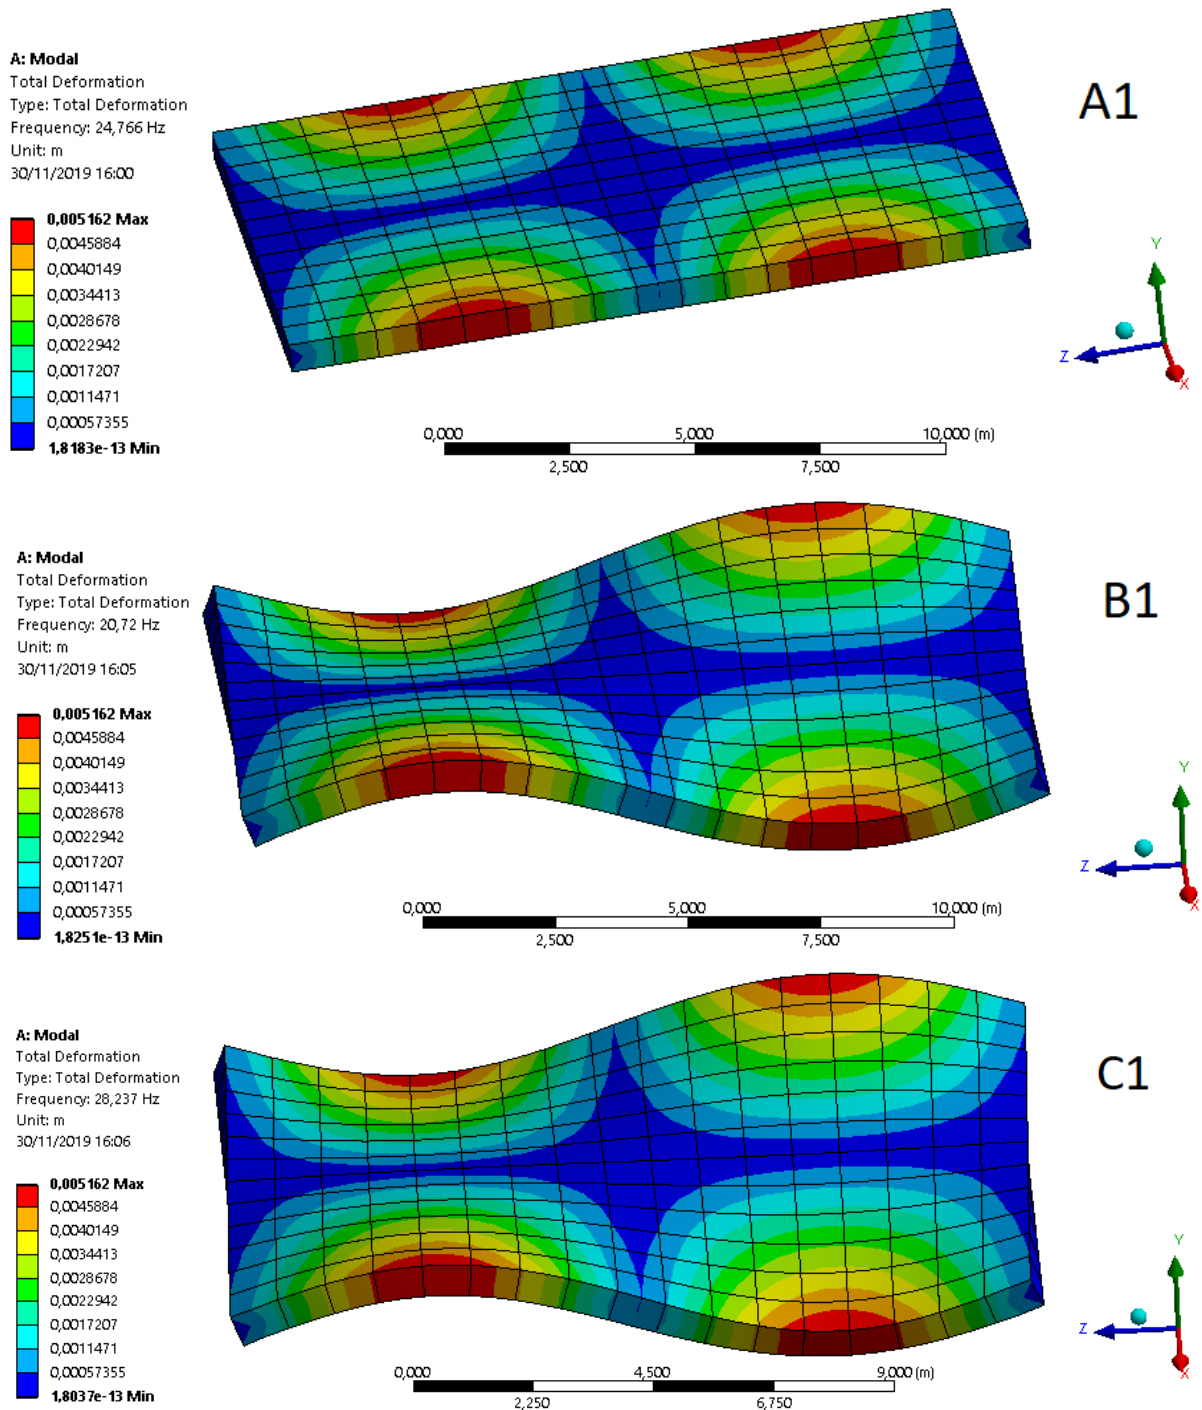 A: Modal
Total Deformation
Type: Total Deformation
Frequency: 24,766 Hz
Unit: m
30/11/2019 16:00
0,005162 Max
0,0045884
0,0040149
0,0034413
0,0028678
0,0022942
0,0017207
0,0011471
0,00057355
1,8183e-13 Min
A1
Y
Z
X
0,000 5,000 10,000 (m)
2,500 7,500
A: Modal
Total Deformation
Type: Total Deformation
Frequency: 20,72 Hz
Unit: m
30/11/2019 16:05
0,005162 Max
0,0045884
0,0040149
0,0034413
0,0028678
0,0022942
0,0017207
0,0011471
0,00057355
1,8251e-13 Min
B1
Y
Z
X
0,000 5,000 10,000 (m)
2,500 7,500
A: Modal
Total Deformation
Type: Total Deformation
Frequency: 28,237 Hz
Unit: m
30/11/2019 16:06
0,005162 Max
0,0045884
0,0040149
0,0034413
0,0028678
0,0022942
0,0017207
0,0011471
0,00057355
1,8037e-13 Min
C1
Y
Z
X
0,000 4,500 9,000 (m)
2,250 6,750